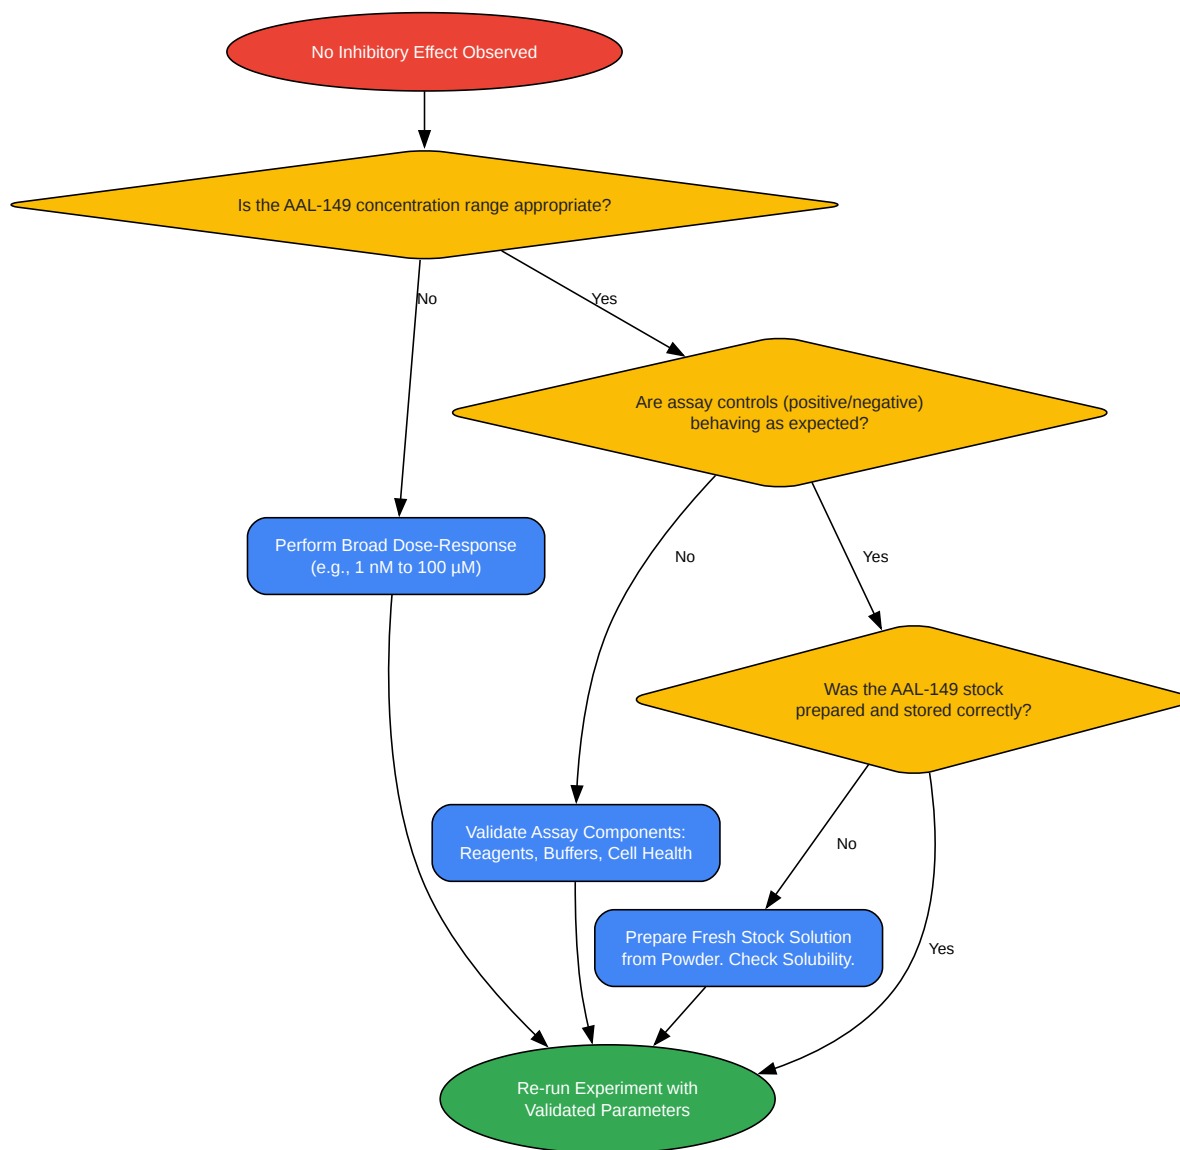 No Inhibitory Effect Observed
Is the AAL-149 concentration range appropriate?
No
Yes
Are assay controls (positive/negative)
behaving as expected?
Perform Broad Dose-Response
(e.g., 1 nM to 100 µM)
No
Yes
Was the AAL-149 stock
prepared and stored correctly?
Validate Assay Components:
Reagents, Buffers, Cell Health
No
Prepare Fresh Stock Solution
from Powder. Check Solubility.
Yes
Re-run Experiment with
Validated Parameters